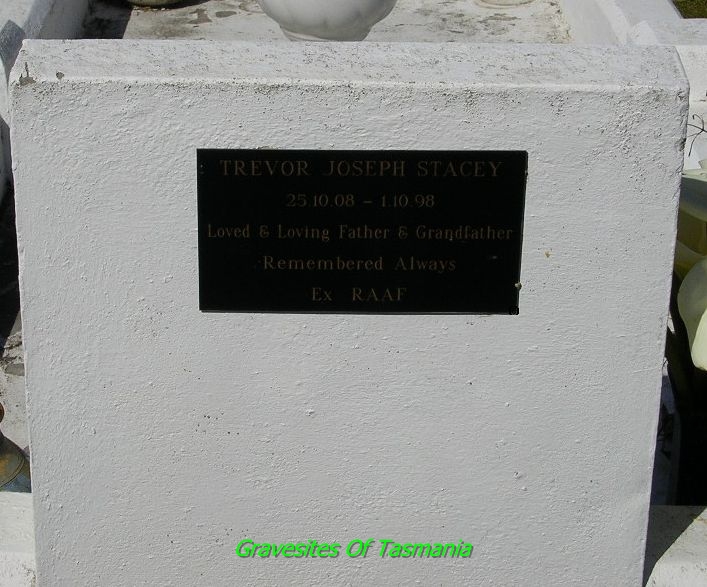 TREVOR JOSEPH STACEY
25.10.08 – 1.10.98
Loved & Loving Father & Grandfather
Remembered Always
Ex RAAF
Gravesites Of Tasmania